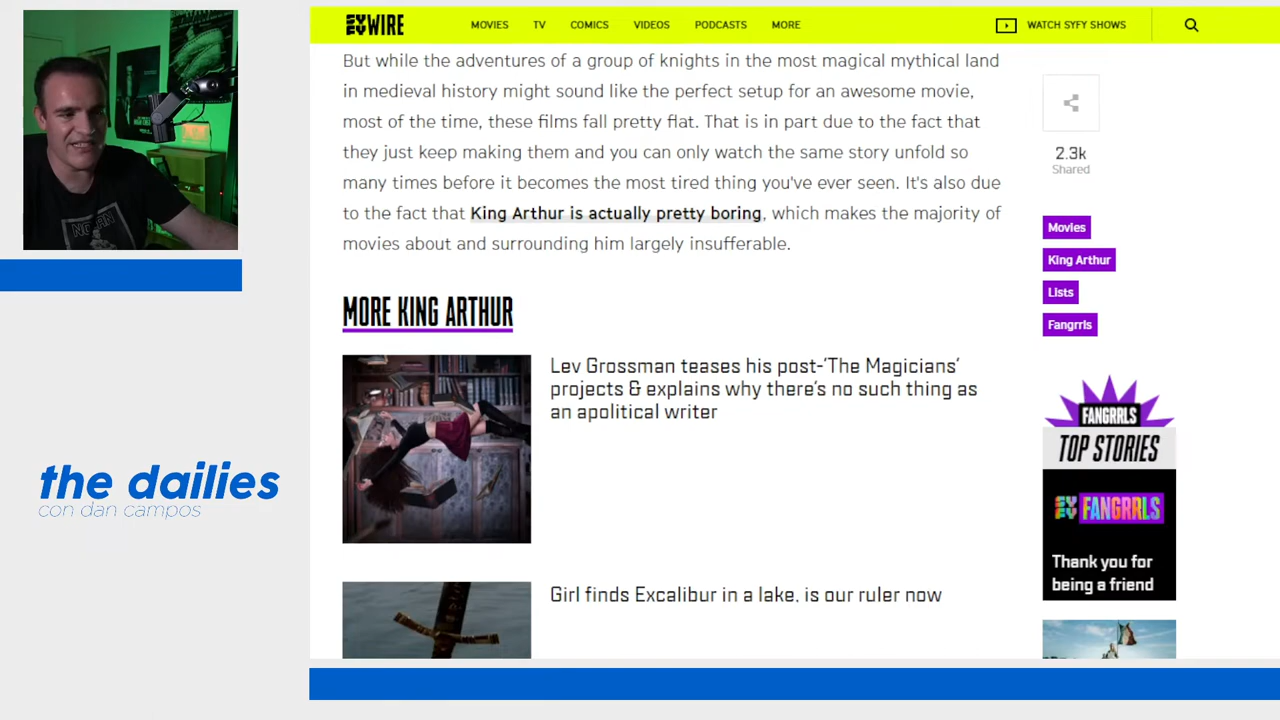 SYFY WIRE
MOVIES TV COMICS VIDEOS PODCASTS MORE WATCH SYFY SHOWS
But while the adventures of a group of knights in the most magical mythical land
in medieval history might sound like the perfect setup for an awesome movie,
most of the time, these films fall pretty flat. That is in part due to the fact that
they just keep making them and you can only watch the same story unfold so
many times before it becomes the most tired thing you've ever seen. It's also due
to the fact that King Arthur is actually pretty boring, which makes the majority of
movies about and surrounding him largely insufferable.
2.3k
Shared
Movies
King Arthur
Lists
Fangrrls
MORE KING ARTHUR
Lev Grossman teases his post-'The Magicians'
projects & explains why there's no such thing as
an apolitical writer
Girl finds Excalibur in a lake, is our ruler now
FANGRRLS
TOP STORIES
SYFY FANGRRLS
Thank you for
being a friend
the dailies
con dan campos